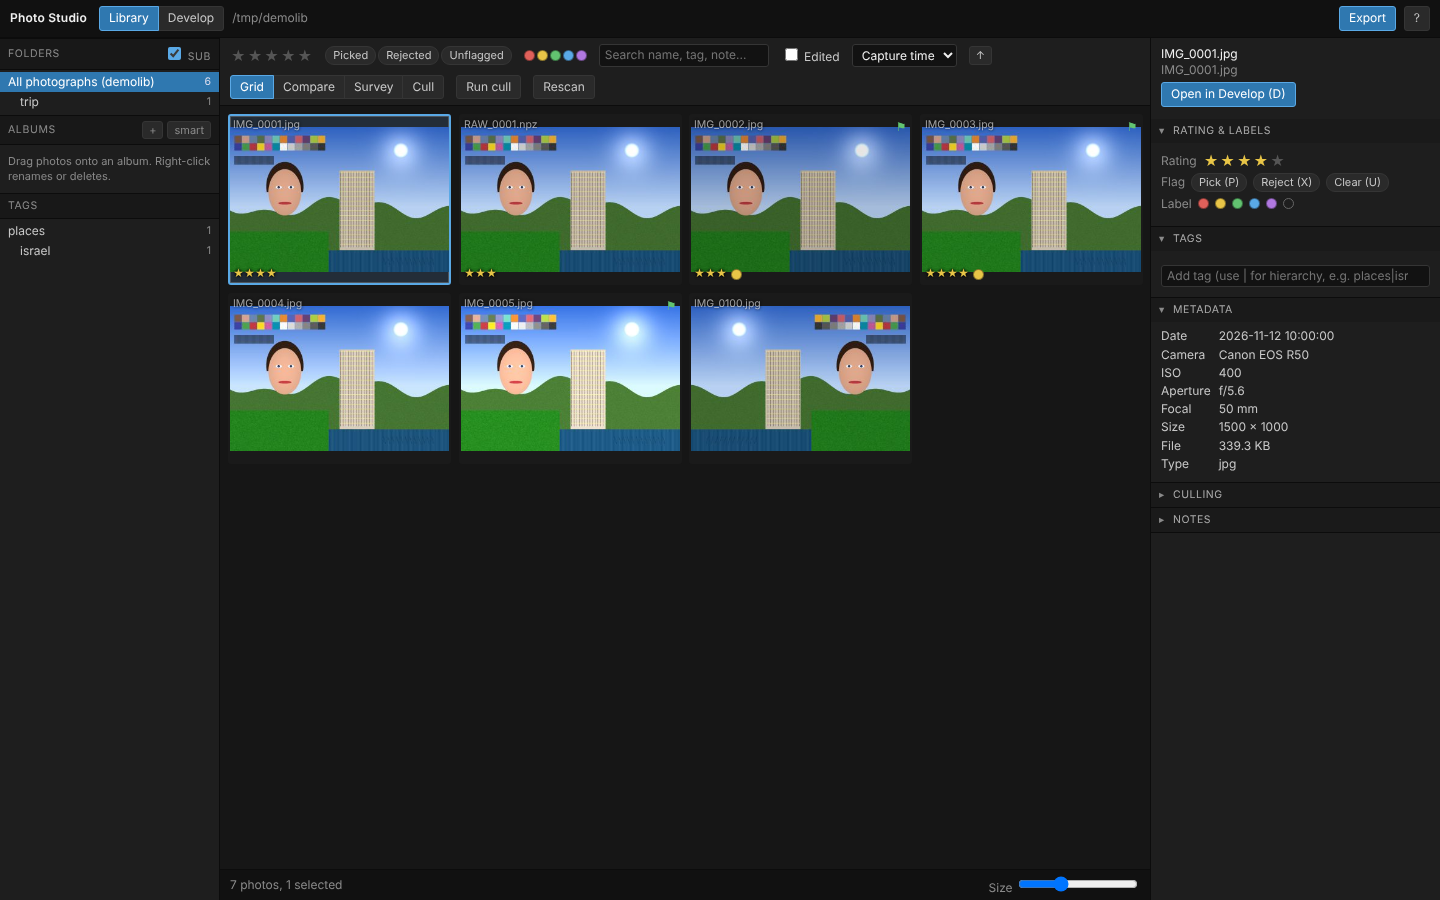 Photo Studio Library Develop /tmp/demolib Export ?
FOLDERS SUB
All photographs (demolib) 6
trip 1
ALBUMS + smart
Drag photos onto an album. Right-click
renames or deletes.
TAGS
places 1
israel 1
★★★★★ Picked Rejected Unflagged Search name, tag, note... Edited Capture time ↑
Grid Compare Survey Cull Run cull Rescan
IMG_0001.jpg RAW_0001.npz IMG_0002.jpg IMG_0003.jpg
★★★★ ★★★ ★★★ ★★★★
IMG_0004.jpg IMG_0005.jpg IMG_0100.jpg
7 photos, 1 selected Size
IMG_0001.jpg
IMG_0001.jpg
Open in Develop (D)
RATING & LABELS
Rating ★★★★★
Flag Pick (P) Reject (X) Clear (U)
Label
TAGS
Add tag (use | for hierarchy, e.g. places|isr
METADATA
Date 2026-11-12 10:00:00
Camera Canon EOS R50
ISO 400
Aperture f/5.6
Focal 50 mm
Size 1500 × 1000
File 339.3 KB
Type jpg
CULLING
NOTES